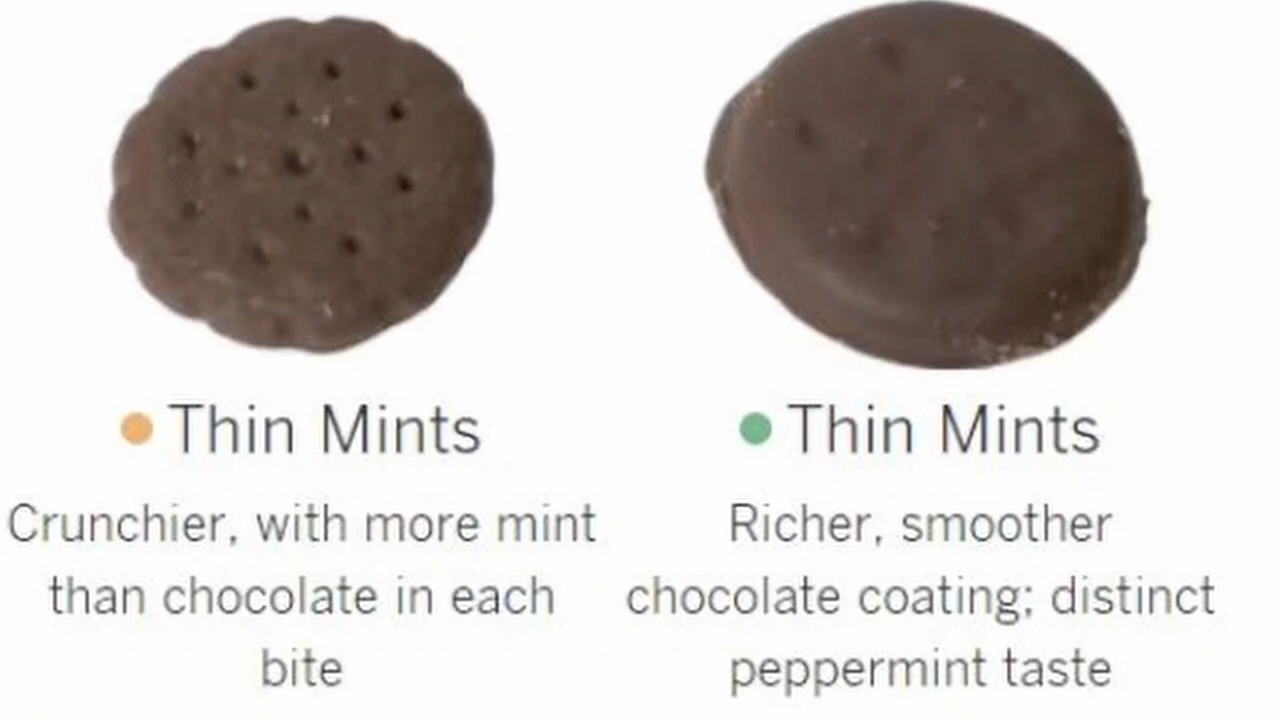 Thin Mints
Crunchier, with more mint
than chocolate in each
bite
Thin Mints
Richer, smoother
chocolate coating; distinct
peppermint taste